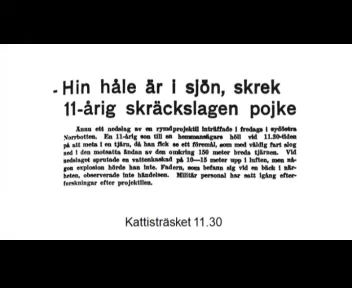 - Hin håle är i sjön, skrek
11-årig skräckslagen pojke
Ännu ett nedslag av en rymdprojektil inträffade i fredags i sydöstra
Norrbotten. En 11-årig son till en hemmansägare höll vid 11.30-tiden
på att meta i en tjärn, då han fick se ett föremål, som med väldig fart slog
ned i den motsatta ändan av den omkring 150 meter breda tjärnen. Vid
nedslaget sprutade en vattenkaskad på 10—15 meter upp i luften, men nå-
gon explosion hörde han inte. Fadern, som befann sig vid en bäck i när-
heten, observerade inte händelsen. Militär personal har satt igång efter-
forskningar efter projektilen.
Kattisträsket 11.30